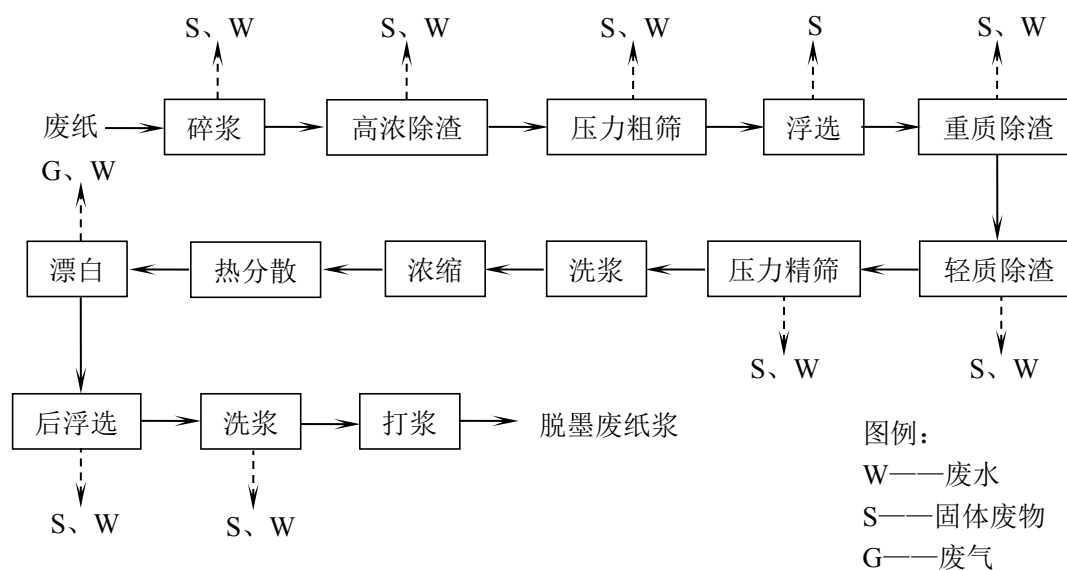 S、W
S、W
S、W
S
S、W
废纸
碎浆
高浓除渣
压力粗筛
浮选
重质除渣
G、W
漂白
热分散
浓缩
洗浆
压力精筛
轻质除渣
S、W
S、W
后浮选
洗浆
打浆
脱墨废纸浆
S、W
S、W
图例：
W——废水
S——固体废物
G——废气